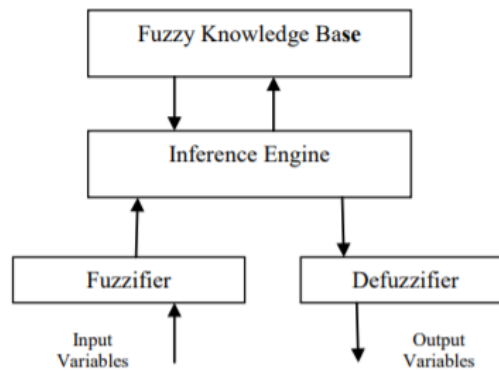 Fuzzy Knowledge Base
Inference Engine
Fuzzifier
Defuzzifier
Input
Variables
Output
Variables